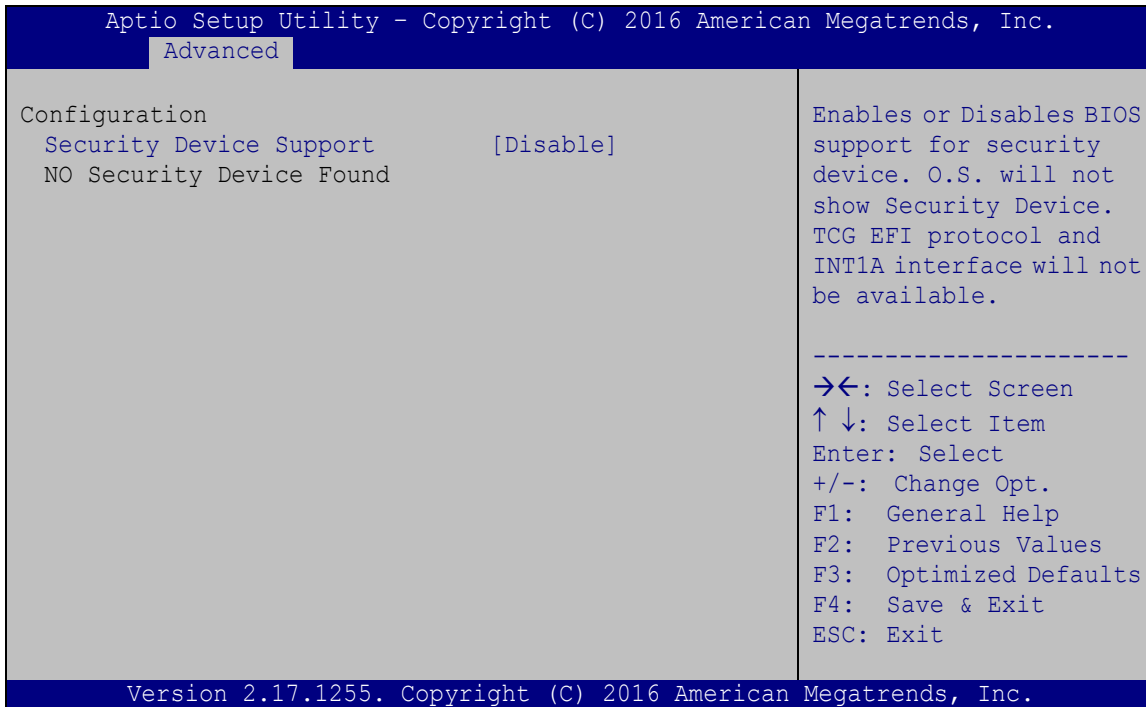 Aptio Setup Utility – Copyright (C) 2016 American Megatrends, Inc.
Advanced
Configuration
Security Device Support [Disable]
NO Security Device Found
Enables or Disables BIOS
support for security
device. O.S. will not
show Security Device.
TCG EFI protocol and
INT1A interface will not
be available.
----------------------
→←: Select Screen
↑ ↓: Select Item
Enter: Select
+/-: Change Opt.
F1: General Help
F2: Previous Values
F3: Optimized Defaults
F4: Save & Exit
ESC: Exit
Version 2.17.1255. Copyright (C) 2016 American Megatrends, Inc.